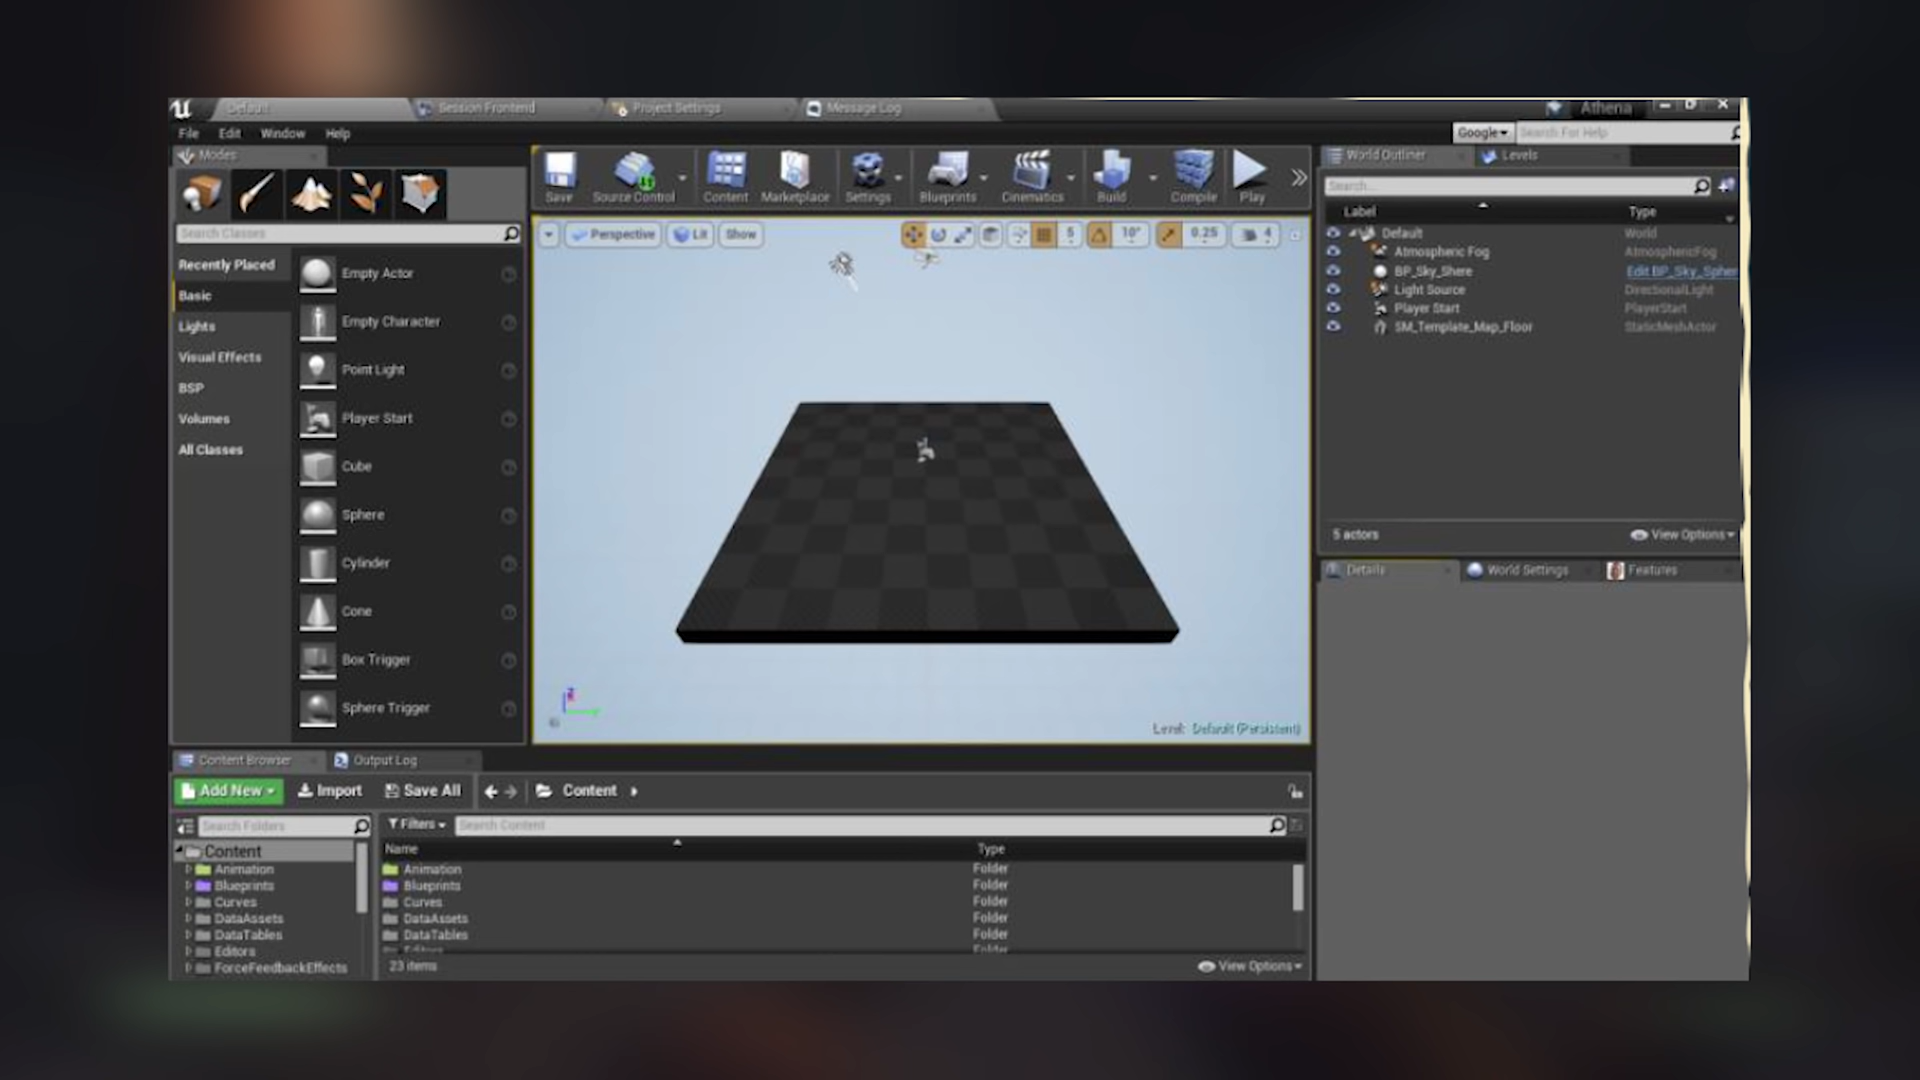 Default Session Frontend Project Settings Message Log Athena
File Edit Window Help
Google Search For Help
Modes
Search Classes
Recently Placed
Basic
Lights
Visual Effects
BSP
Volumes
All Classes
Empty Actor
Empty Character
Point Light
Player Start
Cube
Sphere
Cylinder
Cone
Box Trigger
Sphere Trigger
Save Source Control Content Marketplace Settings Blueprints Cinematics Build Compile Play
Perspective Lit Show 5 10° 0.25 4
Level: Default (Persistent)
World Outliner Levels
Search...
Label Type
Default World
Atmospheric Fog AtmosphericFog
BP_Sky_Shere Edit BP_Sky_Spher
Light Source DirectionalLight
Player Start PlayerStart
SM_Template_Map_Floor StaticMeshActor
5 actors View Options
Details World Settings Features
Content Browser Output Log
Add New Import Save All Content
Search Folders
Content
Animation
Blueprints
Curves
DataAssets
DataTables
Editors
ForceFeedbackEffects
Filters Search Content
Name Type
Animation Folder
Blueprints Folder
Curves Folder
DataAssets Folder
DataTables Folder
Editors Folder
23 items View Options